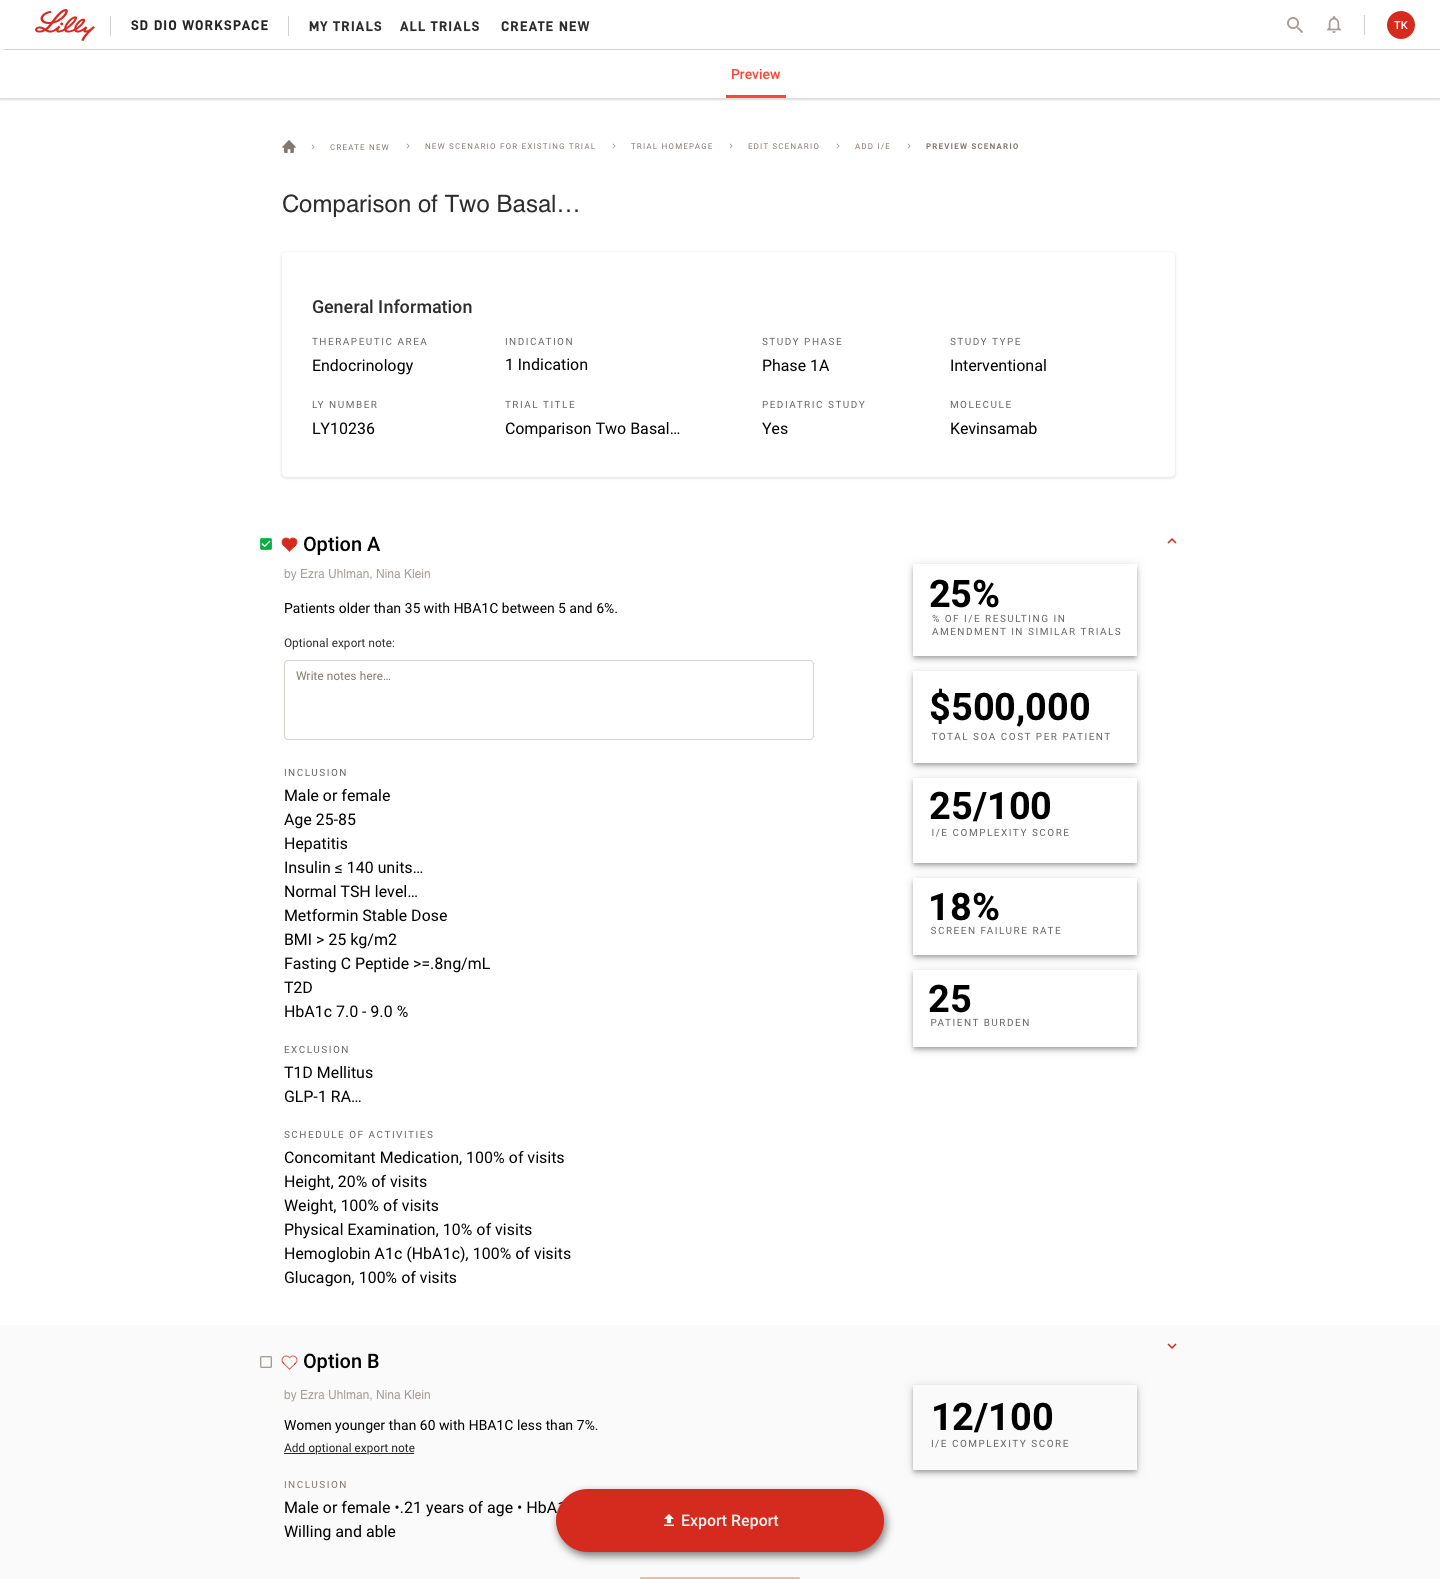 Lilly
SD DIO WORKSPACE
MY TRIALS
ALL TRIALS
CREATE NEW
TK
Preview
CREATE NEW > NEW SCENARIO FOR EXISTING TRIAL > TRIAL HOMEPAGE > EDIT SCENARIO > ADD I/E > PREVIEW SCENARIO
Comparison of Two Basal…
General Information
THERAPEUTIC AREA
Endocrinology
INDICATION
1 Indication
STUDY PHASE
Phase 1A
STUDY TYPE
Interventional
LY NUMBER
LY10236
TRIAL TITLE
Comparison Two Basal…
PEDIATRIC STUDY
Yes
MOLECULE
Kevinsamab
Option A
by Ezra Uhlman, Nina Klein
Patients older than 35 with HBA1C between 5 and 6%.
Optional export note:
Write notes here…
INCLUSION
Male or female
Age 25-85
Hepatitis
Insulin ≤ 140 units…
Normal TSH level…
Metformin Stable Dose
BMI > 25 kg/m2
Fasting C Peptide >=.8ng/mL
T2D
HbA1c 7.0 - 9.0 %
EXCLUSION
T1D Mellitus
GLP-1 RA…
SCHEDULE OF ACTIVITIES
Concomitant Medication, 100% of visits
Height, 20% of visits
Weight, 100% of visits
Physical Examination, 10% of visits
Hemoglobin A1c (HbA1c), 100% of visits
Glucagon, 100% of visits
25%
% OF I/E RESULTING IN
AMENDMENT IN SIMILAR TRIALS
$500,000
TOTAL SOA COST PER PATIENT
25/100
I/E COMPLEXITY SCORE
18%
SCREEN FAILURE RATE
25
PATIENT BURDEN
Option B
by Ezra Uhlman, Nina Klein
Women younger than 60 with HBA1C less than 7%.
Add optional export note
INCLUSION
Male or female •.21 years of age •
Willing and able
12/100
I/E COMPLEXITY SCORE
Export Report